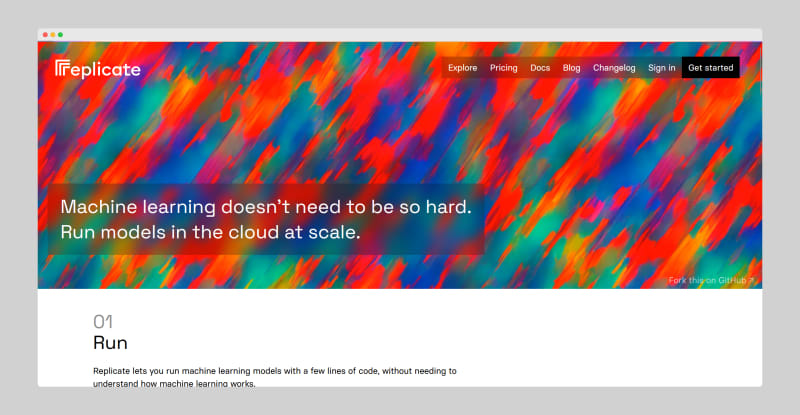 replicate
Explore Pricing Docs Blog Changelog Sign in Get started
Machine learning doesn't need to be so hard.
Run models in the cloud at scale.
Fork this on GitHub ↗
01
Run
Replicate lets you run machine learning models with a few lines of code, without needing to
understand how machine learning works.